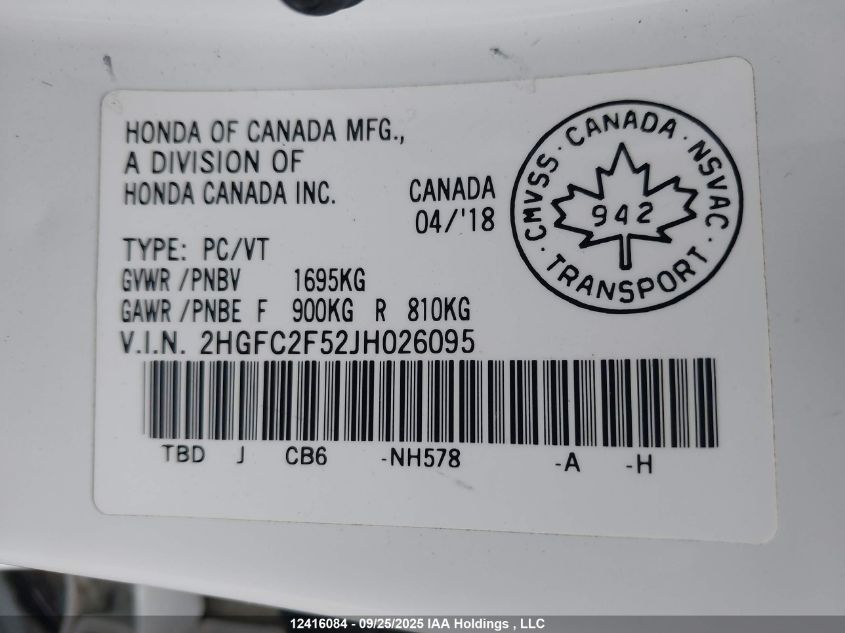 HONDA OF CANADA MFG.,
A DIVISION OF
HONDA CANADA INC.
CANADA
04/'18
TYPE: PC/VT
GVWR /PNBV 1695KG
GAWR /PNBE F 900KG R 810KG
V.I.N. 2HGFC2F52JH026095
TBD J CB6 -NH578 -A -H
CMVSS · CANADA · NSVAC · TRANSPORT ·
942
12416084 - 09/25/2025 IAA Holdings , LLC